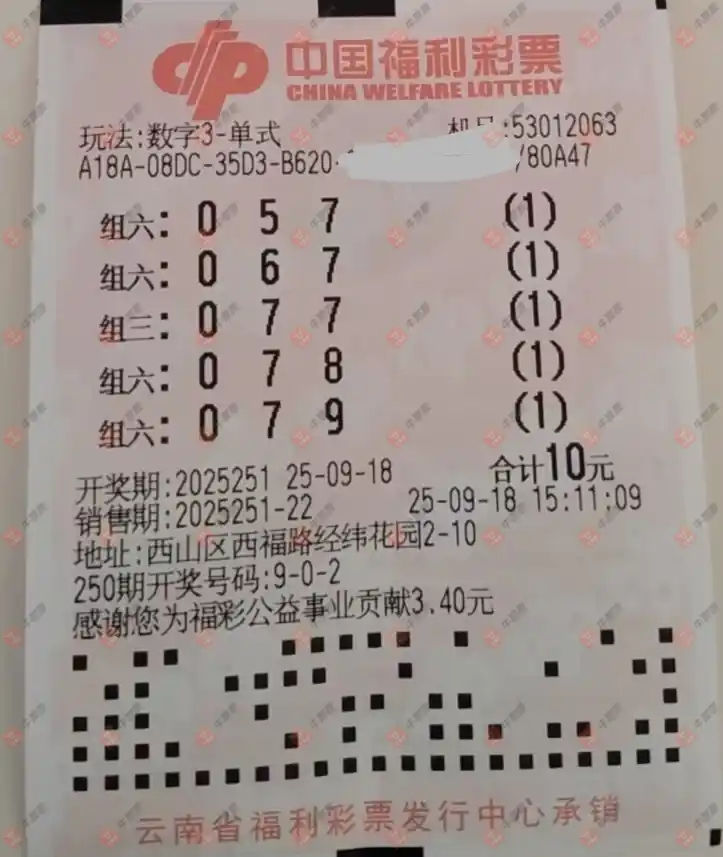 中国福利彩票
CHINA WELFARE LOTTERY
玩法:数字3-单式 机号:53012063
A18A-08DC-35D3-B620- /80A47
组六: 0 5 7 (1)
组六: 0 6 7 (1)
组三: 0 7 7 (1)
组六: 0 7 8 (1)
组六: 0 7 9 (1)
开奖期:2025251 25-09-18 合计10元
销售期:2025251-22 25-09-18 15:11:09
地址:西山区西福路经纬花园2-10
250期开奖号码:9-0-2
感谢您为福彩公益事业贡献3.40元
云南省福利彩票发行中心承销